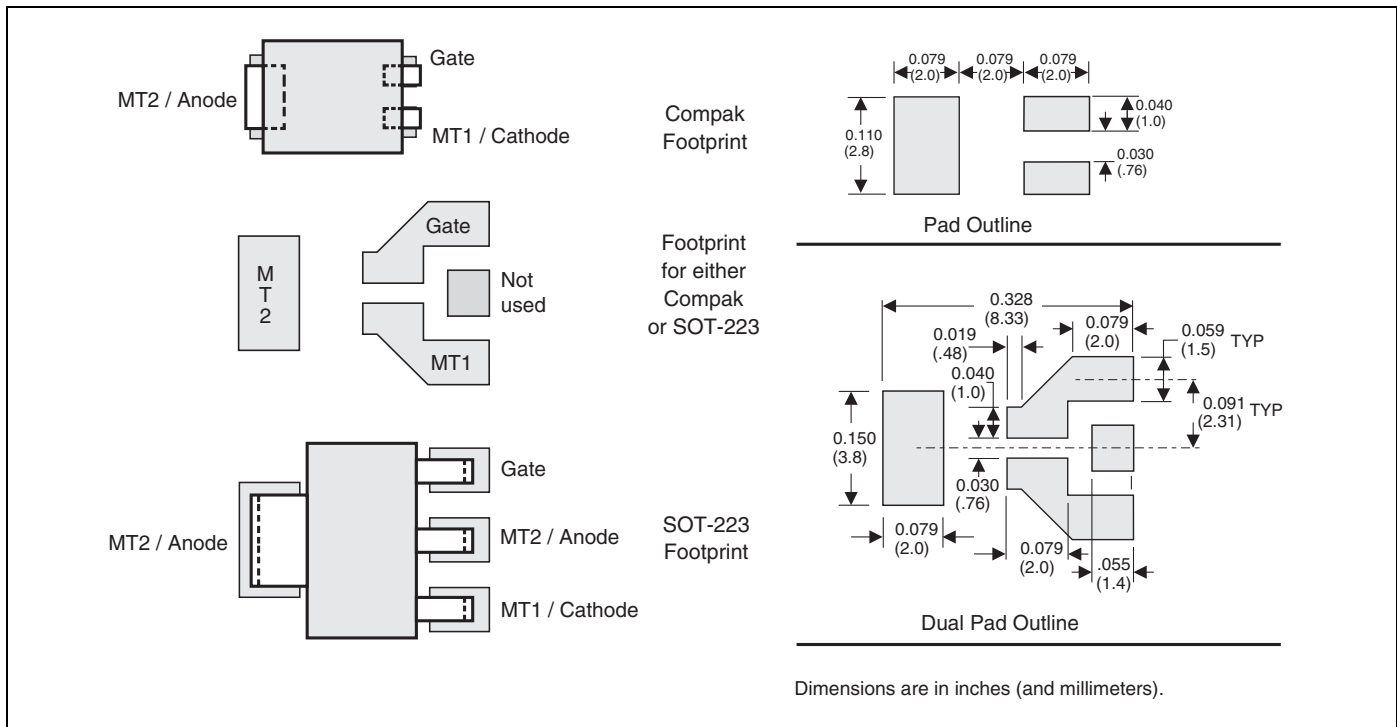 Gate
MT2 / Anode
MT1 / Cathode
Compak
Footprint
0.079
(2.0)
0.079
(2.0)
0.079
(2.0)
0.110
(2.8)
0.040
(1.0)
0.030
(.76)
Pad Outline
M
T
2
Gate
Not
used
MT1
Footprint
for either
Compak
or SOT-223
0.328
(8.33)
0.019
(.48)
0.079
(2.0)
0.059
(1.5)
TYP
0.040
(1.0)
0.091
(2.31)
TYP
0.150
(3.8)
0.030
(.76)
0.079
(2.0)
0.079
(2.0)
.055
(1.4)
Dual Pad Outline
Gate
MT2 / Anode
MT2 / Anode
MT1 / Cathode
SOT-223
Footprint
Dimensions are in inches (and millimeters).